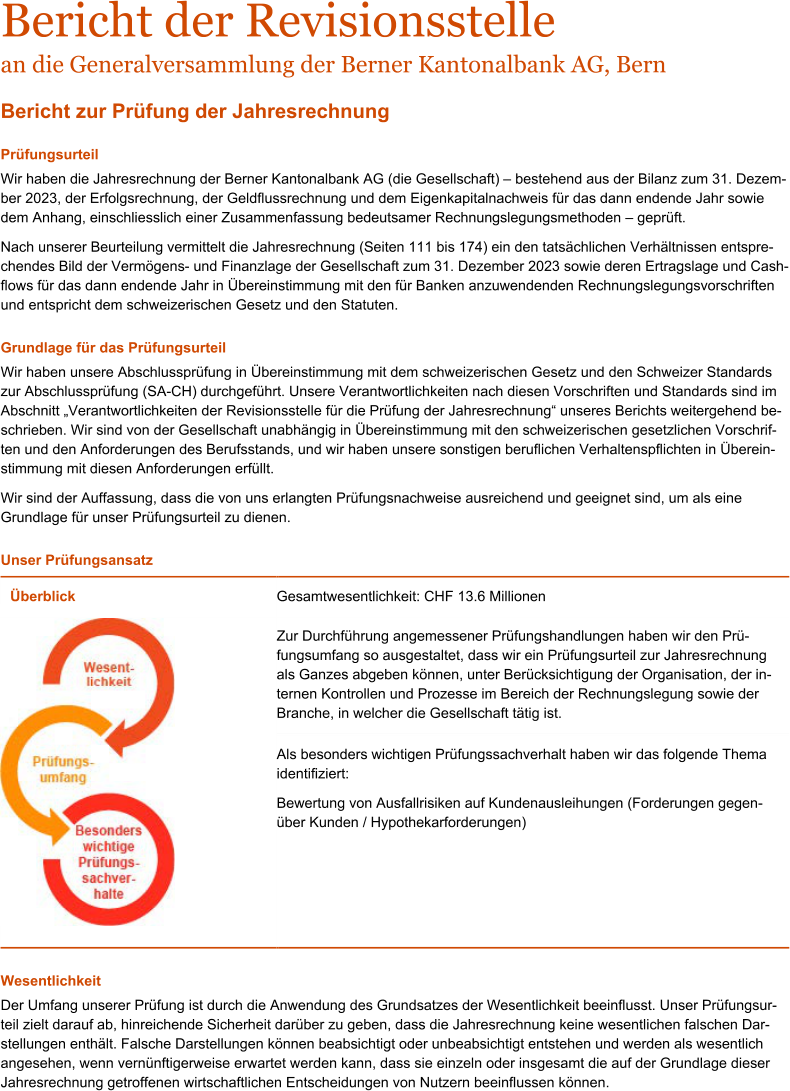 Bericht der Revisionsstelle
an die Generalversammlung der Berner Kantonalbank AG, Bern
Bericht zur Prüfung der Jahresrechnung
Prüfungsurteil
Wir haben die Jahresrechnung der Berner Kantonalbank AG (die Gesellschaft) – bestehend aus der Bilanz zum 31. Dezem-
ber 2023, der Erfolgsrechnung, der Geldflussrechnung und dem Eigenkapitalnachweis für das dann endende Jahr sowie
dem Anhang, einschliesslich einer Zusammenfassung bedeutsamer Rechnungslegungsmethoden – geprüft.
Nach unserer Beurteilung vermittelt die Jahresrechnung (Seiten 111 bis 174) ein den tatsächlichen Verhältnissen entspre-
chendes Bild der Vermögens- und Finanzlage der Gesellschaft zum 31. Dezember 2023 sowie deren Ertragslage und Cash-
flows für das dann endende Jahr in Übereinstimmung mit den für Banken anzuwendenden Rechnungslegungsvorschriften
und entspricht dem schweizerischen Gesetz und den Statuten.
Grundlage für das Prüfungsurteil
Wir haben unsere Abschlussprüfung in Übereinstimmung mit dem schweizerischen Gesetz und den Schweizer Standards
zur Abschlussprüfung (SA-CH) durchgeführt. Unsere Verantwortlichkeiten nach diesen Vorschriften und Standards sind im
Abschnitt „Verantwortlichkeiten der Revisionsstelle für die Prüfung der Jahresrechnung“ unseres Berichts weitergehend be-
schrieben. Wir sind von der Gesellschaft unabhängig in Übereinstimmung mit den schweizerischen gesetzlichen Vorschrif-
ten und den Anforderungen des Berufsstands, und wir haben unsere sonstigen beruflichen Verhaltenspflichten in Überein-
stimmung mit diesen Anforderungen erfüllt.
Wir sind der Auffassung, dass die von uns erlangten Prüfungsnachweise ausreichend und geeignet sind, um als eine
Grundlage für unser Prüfungsurteil zu dienen.
Unser Prüfungsansatz
Überblick
Wesent-
lichkeit
Prüfungs-
umfang
Besonders
wichtige
Prüfungs-
sachver-
halte
Gesamtwesentlichkeit: CHF 13.6 Millionen
Zur Durchführung angemessener Prüfungshandlungen haben wir den Prü-
fungsumfang so ausgestaltet, dass wir ein Prüfungsurteil zur Jahresrechnung
als Ganzes abgeben können, unter Berücksichtigung der Organisation, der in-
ternen Kontrollen und Prozesse im Bereich der Rechnungslegung sowie der
Branche, in welcher die Gesellschaft tätig ist.
Als besonders wichtigen Prüfungssachverhalt haben wir das folgende Thema
identifiziert:
Bewertung von Ausfallrisiken auf Kundenausleihungen (Forderungen gegen-
über Kunden / Hypothekarforderungen)
Wesentlichkeit
Der Umfang unserer Prüfung ist durch die Anwendung des Grundsatzes der Wesentlichkeit beeinflusst. Unser Prüfungsur-
teil zielt darauf ab, hinreichende Sicherheit darüber zu geben, dass die Jahresrechnung keine wesentlichen falschen Dar-
stellungen enthält. Falsche Darstellungen können beabsichtigt oder unbeabsichtigt entstehen und werden als wesentlich
angesehen, wenn vernünftigerweise erwartet werden kann, dass sie einzeln oder insgesamt die auf der Grundlage dieser
Jahresrechnung getroffenen wirtschaftlichen Entscheidungen von Nutzern beeinflussen können.